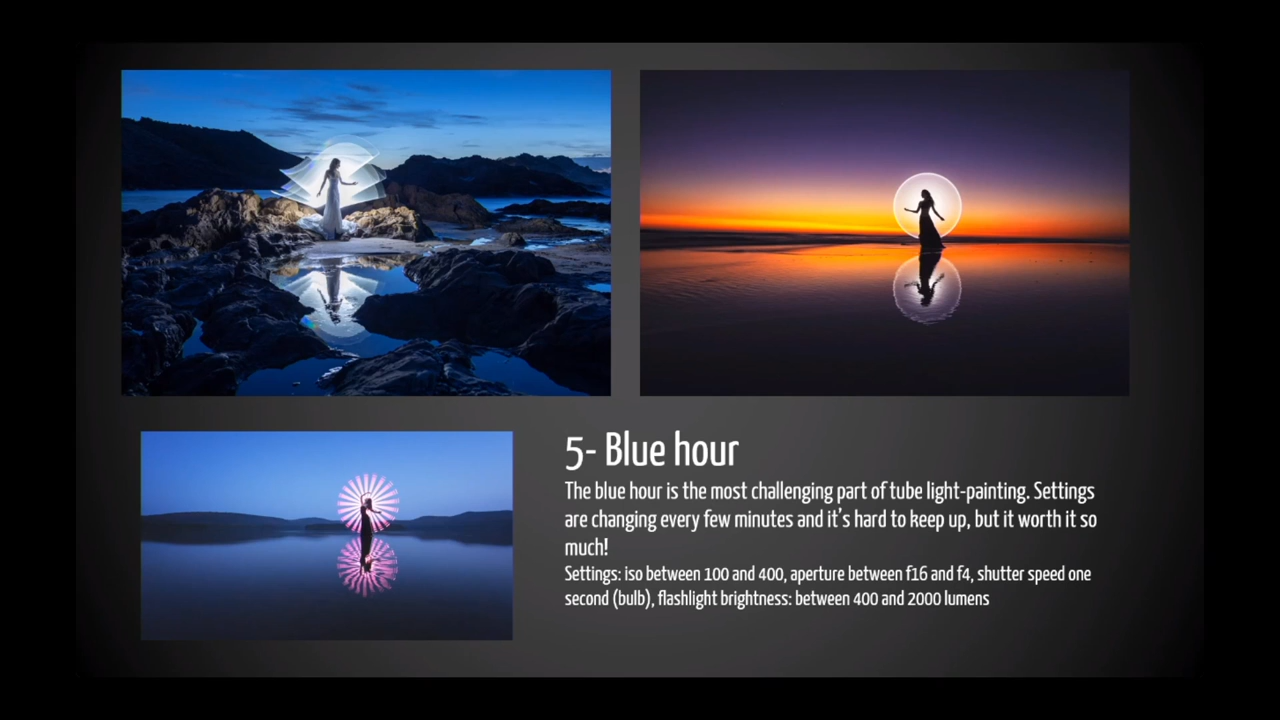 5- Blue hour
The blue hour is the most challenging part of tube light-painting. Settings
are changing every few minutes and it's hard to keep up, but it worth it so
much!
Settings: iso between 100 and 400, aperture between f16 and f4, shutter speed one
second (bulb), flashlight brightness: between 400 and 2000 lumens